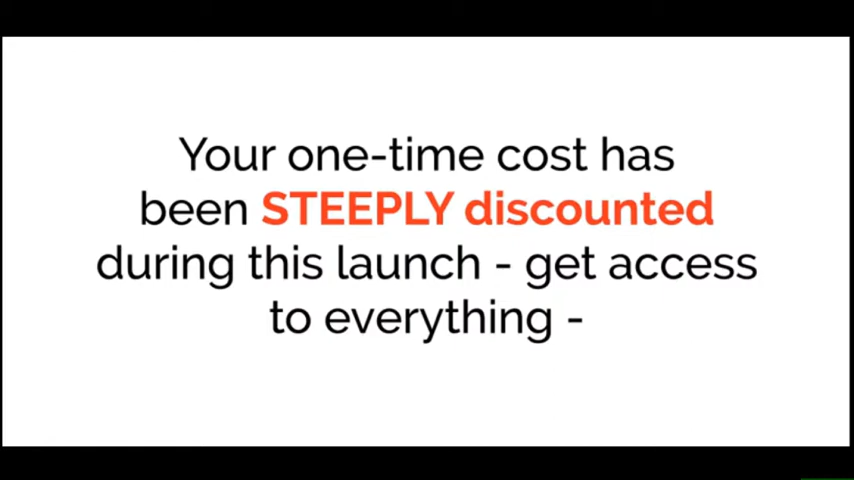 Your one-time cost has
been STEEPLY discounted
during this launch - get access
to everything -